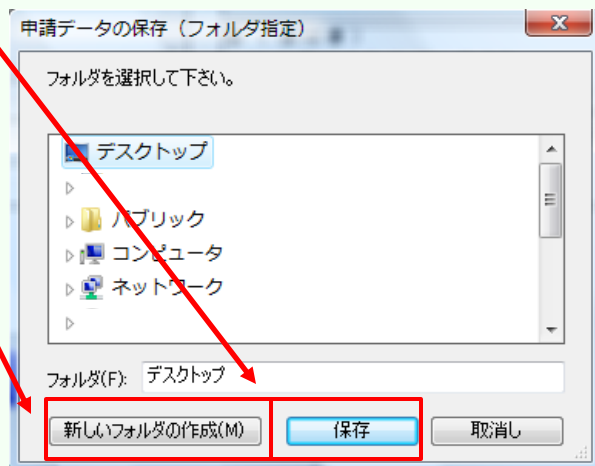 申請データの保存（フォルダ指定）
フォルダを選択して下さい。
デスクトップ
パブリック
コンピュータ
ネットワーク
フォルダ(F): デスクトップ
新しいフォルダの作成(M) 保存 取消し